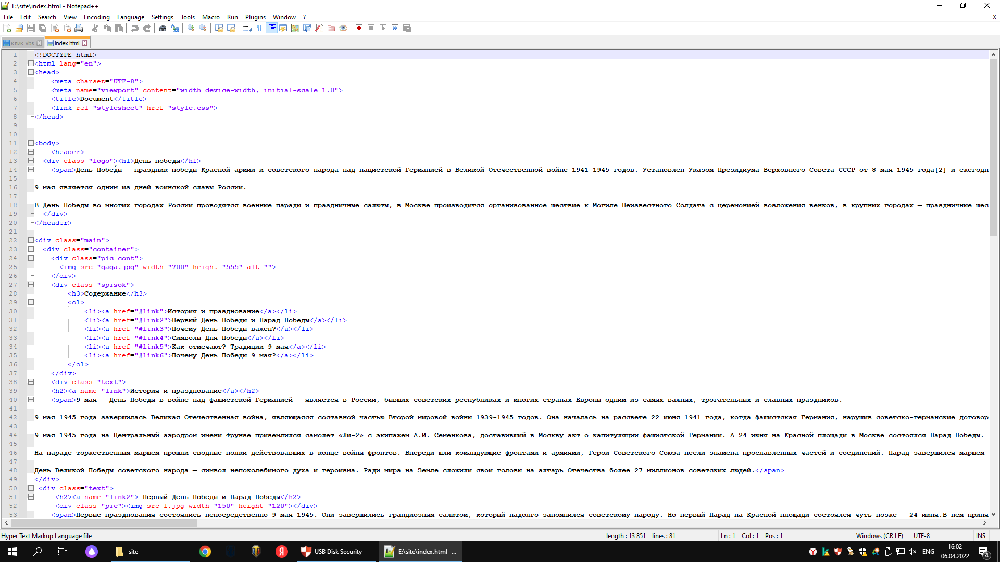 E:\site\index.html - Notepad++
File Edit Search View Encoding Language Settings Tools Macro Run Plugins Window ? X
клик.vbs index.html
1 <!DOCTYPE html>
2 <html lang="en">
3 <head>
4 <meta charset="UTF-8">
5 <meta name="viewport" content="width=device-width, initial-scale=1.0">
6 <title>Document</title>
7 <link rel="stylesheet" href="style.css">
8 </head>
9
10
11 <body>
12 <header>
13 <div class="logo"><h1>День победы</h1>
14 <span>День Побе́ды — праздник победы Красной армии и советского народа над нацистской Германией в Великой Отечественной войне 1941—1945 годов. Установлен Указом Президиума Верховного Совета СССР от 8 мая 1945 года[2] и ежегодн
15
16 9 мая является одним из дней воинской славы России.
17
18 В День Победы во многих городах России проводятся военные парады и праздничные салюты, в Москве производится организованное шествие к Могиле Неизвестного Солдата с церемонией возложения венков, в крупных городах — праздничные шес
19 </div>
20 </header>
21
22 <div class="main">
23 <div class="container">
24 <div class="pic_cont">
25 <img src="gaga.jpg" width="700" height="555" alt="">
26 </div>
27 <div class="spisok">
28 <h3>Содержание</h3>
29 <ol>
30 <li><a href="#link">История и празднование</a></li>
31 <li><a href="#link2">Первый День Победы и Парад Победы</a></li>
32 <li><a href="#link3">Почему День Победы важен?</a></li>
33 <li><a href="#link4">Символы Дня Победы</a></li>
34 <li><a href="#link5">Как отмечают? Традиции 9 мая</a></li>
35 <li><a href="#link6">Почему День Победы 9 мая?</a></li>
36 </ol>
37 </div>
38 <div class="text">
39 <h2><a name="link">История и празднование</a></h2>
40 <span>9 мая — День Победы в войне над фашистской Германией — является в России, бывших советских республиках и многих странах Европы одним из самых важных, трогательных и славных праздников.
41
42 9 мая 1945 года завершилась Великая Отечественная война, являющаяся составной частью Второй мировой войны 1939-1945 годов. Она началась на рассвете 22 июня 1941 года, когда фашистская Германия, нарушив советско-германские договор
43
44 9 мая 1945 года на Центральный аэродром имени Фрунзе приземлился самолет «Ли-2» с экипажем А.И. Семенкова, доставивший в Москву акт о капитуляции фашистской Германии. А 24 июня на Красной площади в Москве состоялся Парад Победы.
45
46 На параде торжественным маршем прошли сводные полки действовавших в конце войны фронтов. Впереди шли командующие фронтами и армиями, Герои Советского Союза несли знамена прославленных частей и соединений. Парад завершился маршем
47
48 День Великой Победы советского народа — символ непоколебимого духа и героизма. Ради мира на Земле сложили свои головы на алтарь Отечества более 27 миллионов советских людей.</span>
49 </div>
50 <div class="text">
51 <h2><a name="link2"> Первый День Победы и Парад Победы</h2>
52 <div class="pic"><img src=1.jpg width="150" height="120"></div>
53 <span>Первые празднования состоялись непосредственно 9 мая 1945. Они завершились грандиозным салютом, который надолго запомнился советскому народу. Но первый Парад на Красной площади состоялся чуть позже – 24 июня.В нем приня
Hyper Text Markup Language file length : 13 851 lines : 81 Ln : 1 Col : 1 Pos : 1 Windows (CR LF) UTF-8 INS
site USB Disk Security E:\site\index.html -... ENG 16:02
06.04.2022 4